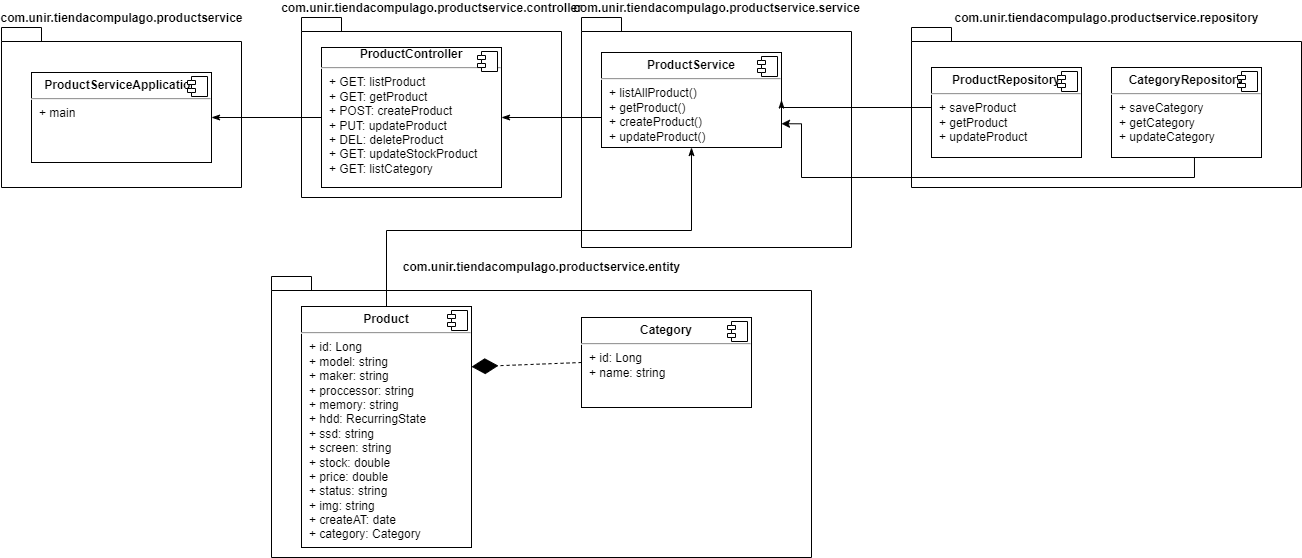 com.unir.tiendacompulago.productservice
ProductServiceApplication
+ main
com.unir.tiendacompulago.productservice.controller
ProductController
+ GET: listProduct
+ GET: getProduct
+ POST: createProduct
+ PUT: updateProduct
+ DEL: deleteProduct
+ GET: updateStockProduct
+ GET: listCategory
com.unir.tiendacompulago.productservice.service
ProductService
+ listAllProduct()
+ getProduct()
+ createProduct()
+ updateProduct()
com.unir.tiendacompulago.productservice.repository
ProductRepository
+ saveProduct
+ getProduct
+ updateProduct
CategoryRepository
+ saveCategory
+ getCategory
+ updateCategory
com.unir.tiendacompulago.productservice.entity
Product
+ id: Long
+ model: string
+ maker: string
+ proccessor: string
+ memory: string
+ hdd: RecurringState
+ ssd: string
+ screen: string
+ stock: double
+ price: double
+ status: string
+ img: string
+ createAT: date
+ category: Category
Category
+ id: Long
+ name: string